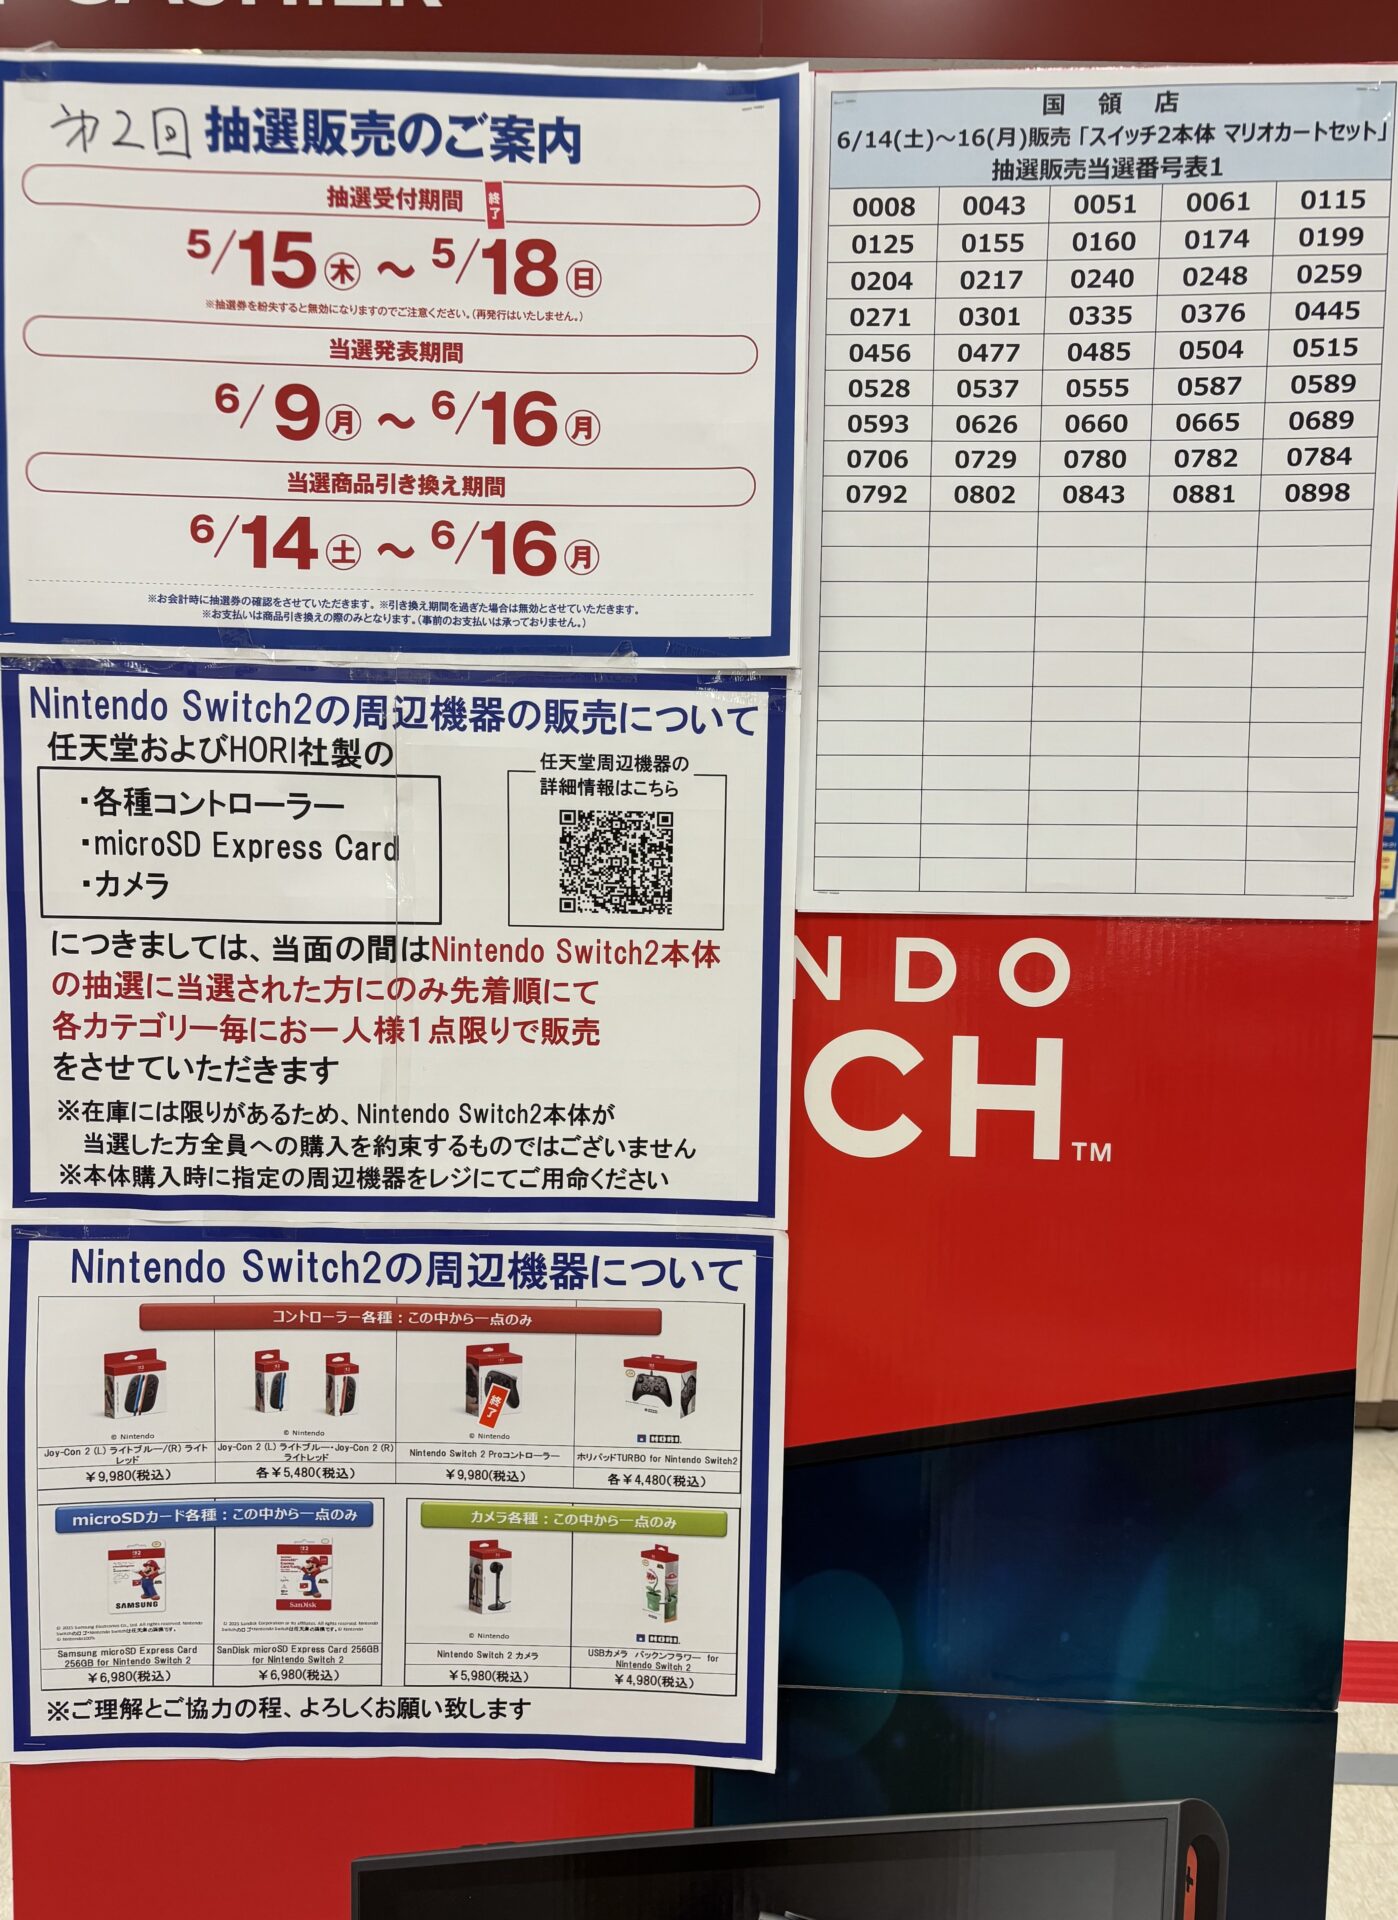 CASHIER
第2回 抽選販売のご案内
抽選受付期間 終了
5/15(木) ～ 5/18(日)
※抽選券を紛失すると無効になりますのでご注意ください。(再発行はいたしません。)
当選発表期間
6/9(月) ～ 6/16(月)
当選商品引き換え期間
6/14(土) ～ 6/16(月)
※お会計時に抽選券の確認をさせていただきます。 ※引き換え期間を過ぎた場合は無効とさせていただきます。
※お支払いは商品引き換えの際のみとなります。(事前のお支払いは承っておりません。)
国 領 店
6/14(土)～16(月)販売 「スイッチ2本体 マリオカートセット」
抽選販売当選番号表1
0008 0043 0051 0061 0115
0125 0155 0160 0174 0199
0204 0217 0240 0248 0259
0271 0301 0335 0376 0445
0456 0477 0485 0504 0515
0528 0537 0555 0587 0589
0593 0626 0660 0665 0689
0706 0729 0780 0782 0784
0792 0802 0843 0881 0898
Nintendo Switch2の周辺機器の販売について
任天堂およびHORI社製の
・各種コントローラー
・microSD Express Card
・カメラ
任天堂周辺機器の
詳細情報はこちら
につきましては、当面の間はNintendo Switch2本体
の抽選に当選された方にのみ先着順にて
各カテゴリー毎にお一人様1点限りで販売
をさせていただきます
※在庫には限りがあるため、Nintendo Switch2本体が
当選した方全員への購入を約束するものではございません
※本体購入時に指定の周辺機器をレジにてご用命ください
NDO
CH™
Nintendo Switch2の周辺機器について
コントローラー各種：この中から一点のみ
終了
© Nintendo © Nintendo © Nintendo HORI
Joy-Con 2 (L) ライトブルー/(R) ライト
レッド
￥9,980(税込)
Joy-Con 2 (L) ライトブルー・Joy-Con 2 (R)
ライトレッド
各￥5,480(税込)
Nintendo Switch 2 Proコントローラー
￥9,980(税込)
ホリパッドTURBO for Nintendo Switch2
各￥4,480(税込)
microSDカード各種：この中から一点のみ
SAMSUNG
SanDisk
Samsung microSD Express Card
256GB for Nintendo Switch 2
￥6,980(税込)
SanDisk microSD Express Card 256GB
for Nintendo Switch 2
￥6,980(税込)
カメラ各種：この中から一点のみ
© Nintendo HORI
Nintendo Switch 2 カメラ
￥5,980(税込)
USBカメラ パックンフラワー for
Nintendo Switch 2
￥4,980(税込)
※ご理解とご協力の程、よろしくお願い致します